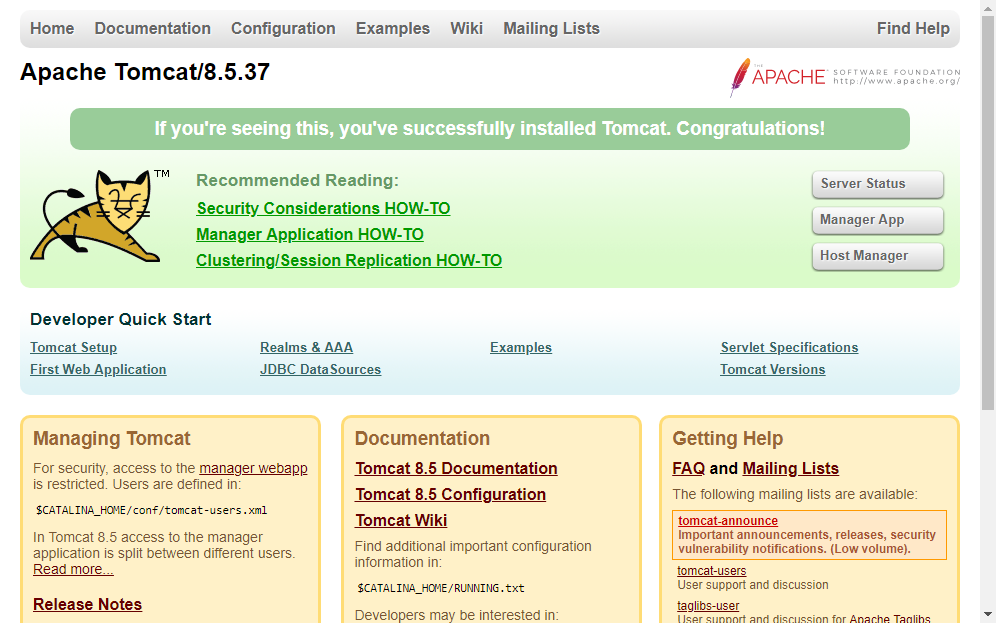 Home Documentation Configuration Examples Wiki Mailing Lists Find Help
Apache Tomcat/8.5.37
THE APACHE™ SOFTWARE FOUNDATION
http://www.apache.org/
If you're seeing this, you've successfully installed Tomcat. Congratulations!
TM
Recommended Reading:
Security Considerations HOW-TO
Manager Application HOW-TO
Clustering/Session Replication HOW-TO
Server Status
Manager App
Host Manager
Developer Quick Start
Tomcat Setup
First Web Application
Realms & AAA
JDBC DataSources
Examples
Servlet Specifications
Tomcat Versions
Managing Tomcat
For security, access to the manager webapp
is restricted. Users are defined in:
$CATALINA_HOME/conf/tomcat-users.xml
In Tomcat 8.5 access to the manager
application is split between different users.
Read more...
Release Notes
Documentation
Tomcat 8.5 Documentation
Tomcat 8.5 Configuration
Tomcat Wiki
Find additional important configuration
information in:
$CATALINA_HOME/RUNNING.txt
Developers may be interested in:
Getting Help
FAQ and Mailing Lists
The following mailing lists are available:
tomcat-announce
Important announcements, releases, security
vulnerability notifications. (Low volume).
tomcat-users
User support and discussion
taglibs-user
User support and discussion for Apache Taglibs